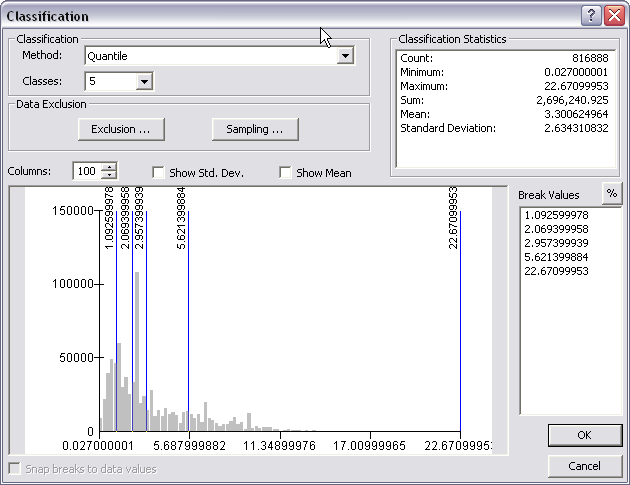 Classification
Classification
Method: Quantile
Classes: 5
Data Exclusion
Exclusion ...
Sampling ...
Classification Statistics
Count: 816888
Minimum: 0.027000001
Maximum: 22.67099953
Sum: 2,696,240.925
Mean: 3.300624964
Standard Deviation: 2.634310832
Columns: 100
Show Std. Dev.
Show Mean
Break Values
%
1.092599978
2.069399958
2.957399939
5.621399884
22.67099953
150000
100000
50000
0
1.092599978
2.069399958
2.957399939
5.621399884
22.67099953
0.027000001
5.687999882
11.34899976
17.00999965
22.67099953
Snap breaks to data values
OK
Cancel